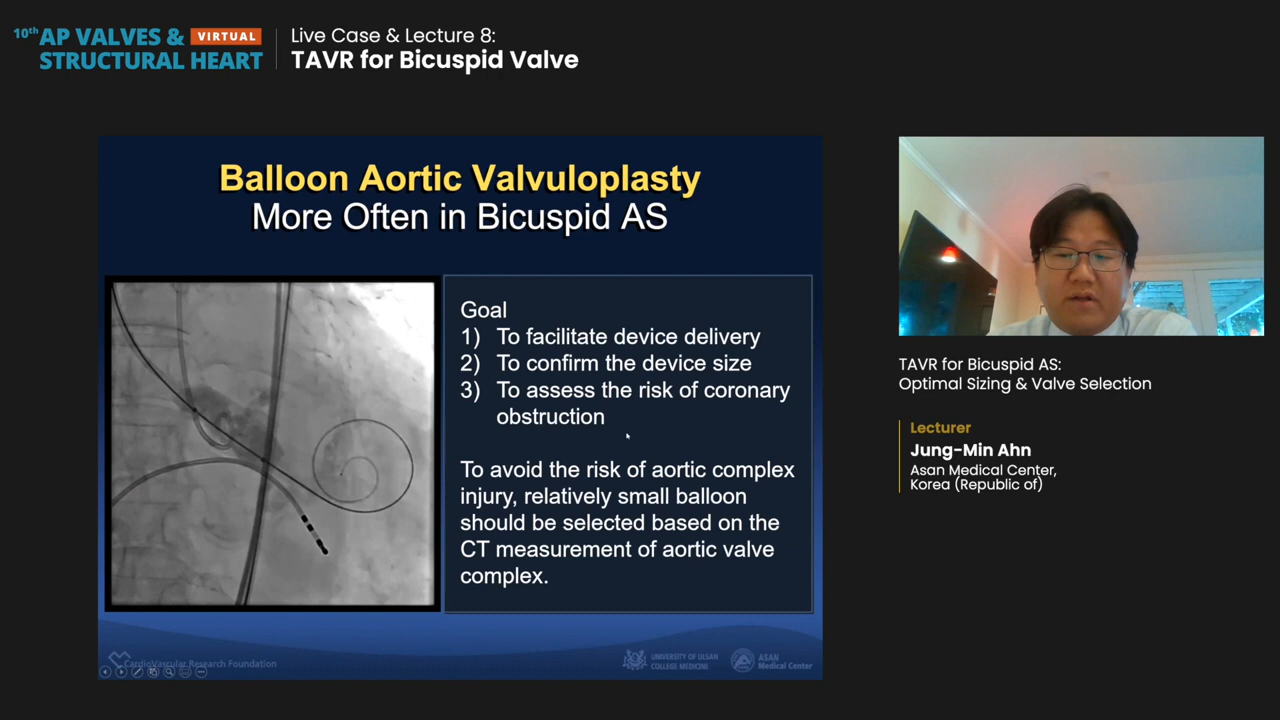 10th AP VALVES & VIRTUAL
STRUCTURAL HEART
Live Case & Lecture 8:
TAVR for Bicuspid Valve
Balloon Aortic Valvuloplasty
More Often in Bicuspid AS
Goal
1) To facilitate device delivery
2) To confirm the device size
3) To assess the risk of coronary
obstruction
To avoid the risk of aortic complex
injury, relatively small balloon
should be selected based on the
CT measurement of aortic valve
complex.
CardioVascular Research Foundation
UNIVERSITY OF ULSAN
COLLEGE MEDICINE
ASAN
Medical Center
TAVR for Bicuspid AS:
Optimal Sizing & Valve Selection
Lecturer
Jung-Min Ahn
Asan Medical Center,
Korea (Republic of)